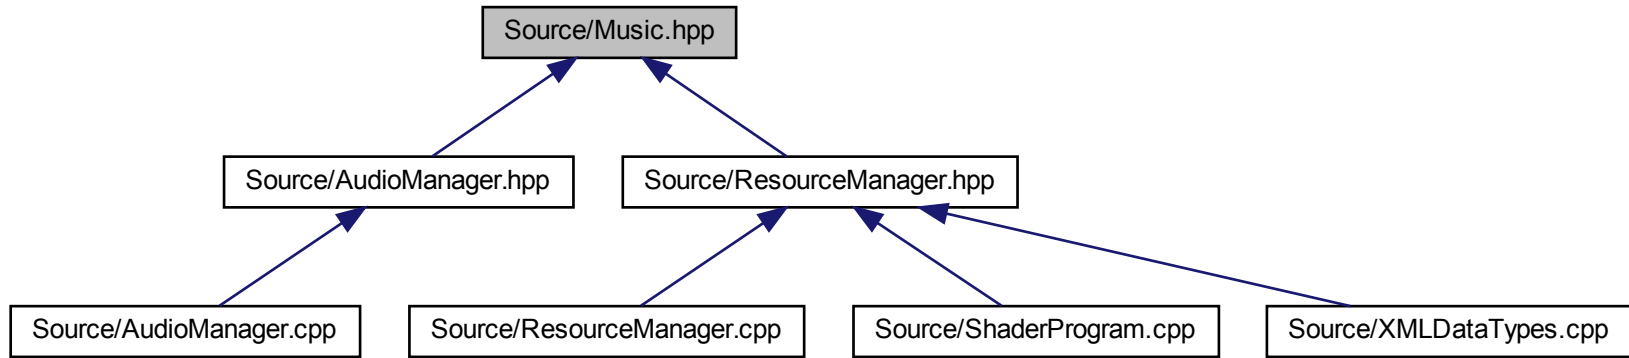 Source/Music.hpp
Source/AudioManager.hpp
Source/ResourceManager.hpp
Source/AudioManager.cpp
Source/ResourceManager.cpp
Source/ShaderProgram.cpp
Source/XMLDataTypes.cpp